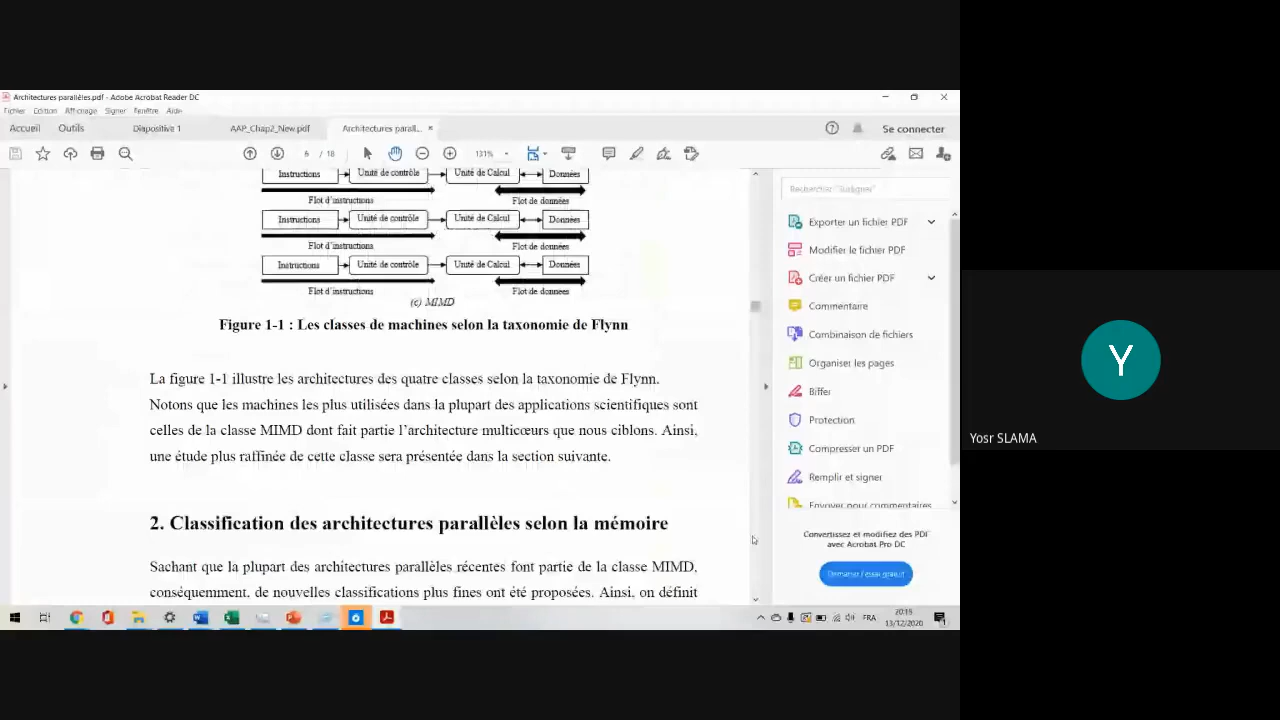 Architectures parallèles.pdf - Adobe Acrobat Reader DC
Fichier Edition Affichage Signer Fenêtre Aide
Accueil Outils Diapositive 1 AAP_Chap2_New.pdf Architectures parall... × Se connecter
6 / 18 131%
Instructions Unité de contrôle Unité de Calcul Données
Flot d'instructions Flot de données
Instructions Unité de contrôle Unité de Calcul Données
Flot d'instructions Flot de données
Instructions Unité de contrôle Unité de Calcul Données
Flot d'instructions Flot de données
(c) MIMD
Figure 1-1 : Les classes de machines selon la taxonomie de Flynn
La figure 1-1 illustre les architectures des quatre classes selon la taxonomie de Flynn.
Notons que les machines les plus utilisées dans la plupart des applications scientifiques sont
celles de la classe MIMD dont fait partie l'architecture multicœurs que nous ciblons. Ainsi,
une étude plus raffinée de cette classe sera présentée dans la section suivante.
2. Classification des architectures parallèles selon la mémoire
Sachant que la plupart des architectures parallèles récentes font partie de la classe MIMD,
conséquemment, de nouvelles classifications plus fines ont été proposées. Ainsi, on définit
Rechercher "Surligner"
Exporter un fichier PDF
Modifier le fichier PDF
Créer un fichier PDF
Commentaire
Combinaison de fichiers
Organiser les pages
Biffer
Protection
Compresser un PDF
Remplir et signer
Envoyer pour commentaires
Convertissez et modifiez des PDF
avec Acrobat Pro DC
Démarrer l'essai gratuit
FRA
20:15
13/12/2020
Y
Yosr SLAMA